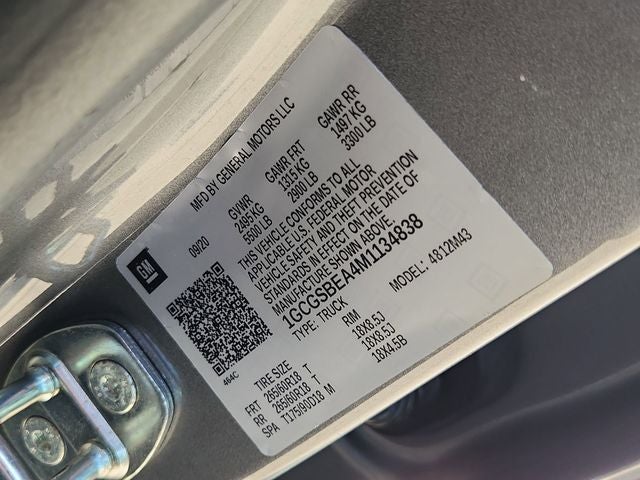 GM
MFD BY GENERAL MOTORS LLC
09/20 GVWR GAWR FRT GAWR RR
2495 KG 1315 KG 1497 KG
5500 LB 2900 LB 3300 LB
THIS VEHICLE CONFORMS TO ALL
APPLICABLE U.S. FEDERAL MOTOR
VEHICLE SAFETY AND THEFT PREVENTION
STANDARDS IN EFFECT ON THE DATE OF
MANUFACTURE SHOWN ABOVE.
1GCGSBEA4M1134838
TYPE: TRUCK MODEL: 4812M43
464C
TIRE SIZE RIM
FRT 265/60R18 T 18X8.5J
RR 265/60R18 T 18X8.5J
SPA T175/90D18 M 18X4.5B